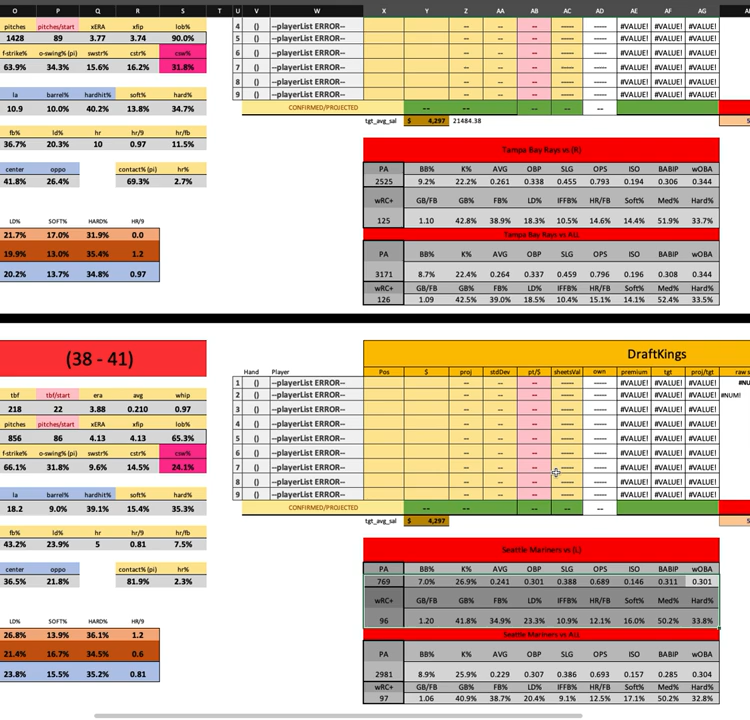 O P Q R S T U V W X Y Z AA AB AC AD AE AF AG
pitches pitches/start xERA xfip lob% 4 () --playerList ERROR-- -- -- -- ----- ----- #VALUE! #VALUE! #VALUE!
1428 89 3.77 3.74 90.0% 5 () --playerList ERROR-- -- -- -- ----- ----- #VALUE! #VALUE! #VALUE!
f-strike% o-swing% (pi) swstr% cstr% csw% 6 () --playerList ERROR-- -- -- -- ----- ----- #VALUE! #VALUE! #VALUE!
63.9% 34.3% 15.6% 16.2% 31.8% 7 () --playerList ERROR-- -- -- -- ----- ----- #VALUE! #VALUE! #VALUE!
8 () --playerList ERROR-- -- -- -- ----- ----- #VALUE! #VALUE! #VALUE!
la barrel% hardhit% soft% hard% 9 () --playerList ERROR-- -- -- -- ----- ----- #VALUE! #VALUE! #VALUE!
10.9 10.0% 40.2% 13.8% 34.7% CONFIRMED/PROJECTED -- -- -- -- --
tgt_avg_sal $ 4,297 21484.38
fb% ld% hr hr/9 hr/fb
36.7% 20.3% 10 0.97 11.5%
Tampa Bay Rays vs (R)
center oppo contact% (pi) hr% PA BB% K% AVG OBP SLG OPS ISO BABIP wOBA
41.8% 26.4% 69.3% 2.7% 2525 9.2% 22.2% 0.261 0.338 0.455 0.793 0.194 0.306 0.344
wRC+ GB/FB GB% FB% LD% IFFB% HR/FB Soft% Med% Hard%
LD% SOFT% HARD% HR/9 125 1.10 42.8% 38.9% 18.3% 10.5% 14.6% 14.4% 51.9% 33.7%
21.7% 17.0% 31.9% 0.0 Tampa Bay Rays vs ALL
19.9% 13.0% 35.4% 1.2 PA BB% K% AVG OBP SLG OPS ISO BABIP wOBA
20.2% 13.7% 34.8% 0.97 3171 8.7% 22.4% 0.264 0.337 0.459 0.796 0.194 0.308 0.344
wRC+ GB/FB GB% FB% LD% IFFB% HR/FB Soft% Med% Hard%
126 1.09 42.5% 39.0% 18.5% 10.4% 15.1% 14.1% 52.4% 33.5%
(38 - 41) DraftKings
Hand Player Pos $ proj stdDev pt/$ sheetsVal own premium tgt proj/tgt raw s
1 () --playerList ERROR-- -- -- -- ----- ----- #VALUE! #VALUE! #VALUE! #NU
tbf tbf/start era avg whip 2 () --playerList ERROR-- -- -- -- ----- ----- #VALUE! #VALUE! #VALUE! #NUM!
218 22 3.88 0.210 0.97 3 () --playerList ERROR-- -- -- -- ----- ----- #VALUE! #VALUE! #VALUE!
pitches pitches/start xERA xfip lob% 4 () --playerList ERROR-- -- -- -- ----- ----- #VALUE! #VALUE! #VALUE!
856 86 4.13 4.13 65.3% 5 () --playerList ERROR-- -- -- -- ----- ----- #VALUE! #VALUE! #VALUE!
f-strike% o-swing% (pi) swstr% cstr% csw% 6 () --playerList ERROR-- -- -- -- ----- ----- #VALUE! #VALUE! #VALUE!
66.1% 31.8% 9.6% 14.5% 24.1% 7 () --playerList ERROR-- -- -- -- ----- ----- #VALUE! #VALUE! #VALUE!
8 () --playerList ERROR-- -- -- -- ----- ----- #VALUE! #VALUE! #VALUE!
la barrel% hardhit% soft% hard% 9 () --playerList ERROR-- -- -- -- ----- ----- #VALUE! #VALUE! #VALUE!
18.2 9.0% 39.1% 15.4% 35.3% CONFIRMED/PROJECTED -- -- -- -- --
tgt_avg_sal $ 4,297
fb% ld% hr hr/9 hr/fb
43.2% 23.9% 5 0.81 7.5%
Seattle Mariners vs (L)
center oppo contact% (pi) hr% PA BB% K% AVG OBP SLG OPS ISO BABIP wOBA
36.5% 21.8% 81.9% 2.3% 769 7.0% 26.9% 0.241 0.301 0.388 0.689 0.146 0.311 0.301
wRC+ GB/FB GB% FB% LD% IFFB% HR/FB Soft% Med% Hard%
LD% SOFT% HARD% HR/9 96 1.20 41.8% 34.9% 23.3% 10.9% 12.1% 16.0% 50.2% 33.8%
26.8% 13.9% 36.1% 1.2 Seattle Mariners vs ALL
21.4% 16.7% 34.5% 0.6 PA BB% K% AVG OBP SLG OPS ISO BABIP wOBA
23.8% 15.5% 35.2% 0.81 2981 8.9% 25.9% 0.229 0.307 0.386 0.693 0.157 0.285 0.304
wRC+ GB/FB GB% FB% LD% IFFB% HR/FB Soft% Med% Hard%
97 1.06 40.9% 38.7% 20.4% 9.1% 12.5% 17.1% 50.2% 32.8%